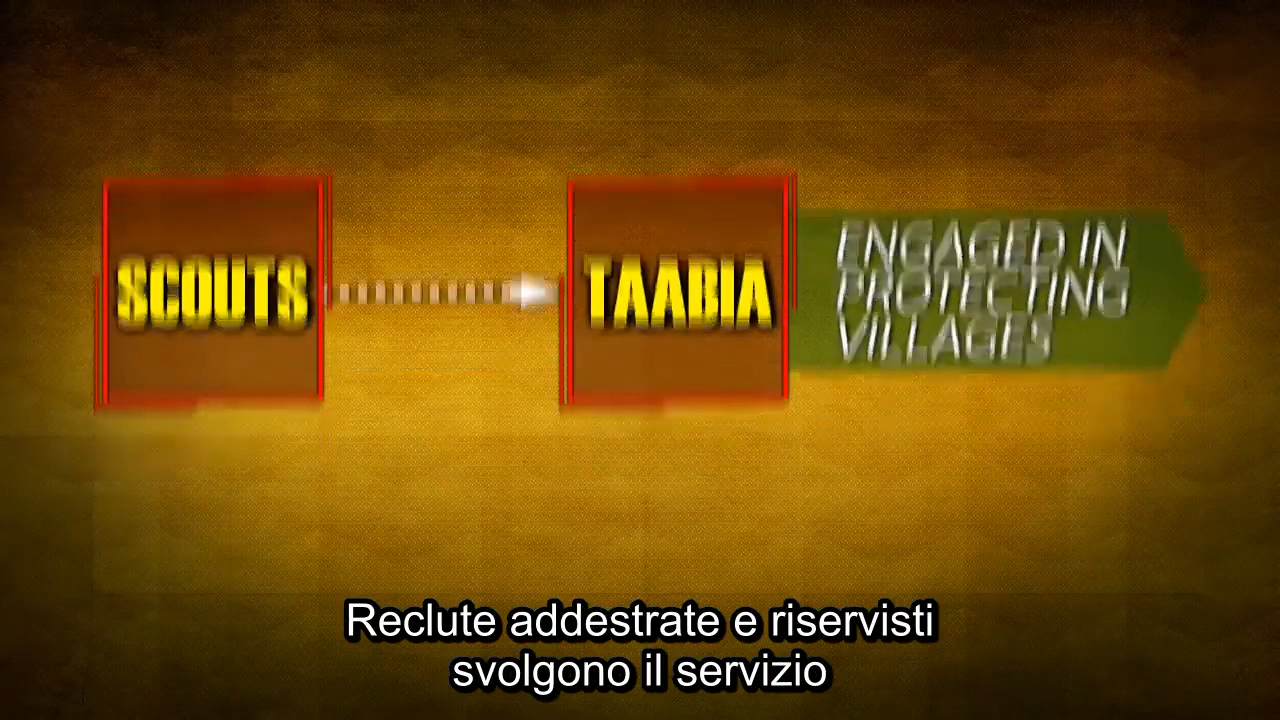 SCOUTS
TAABIA
ENGAGED IN
PROTECTING
VILLAGES
Reclute addestrate e riservisti
svolgono il servizio